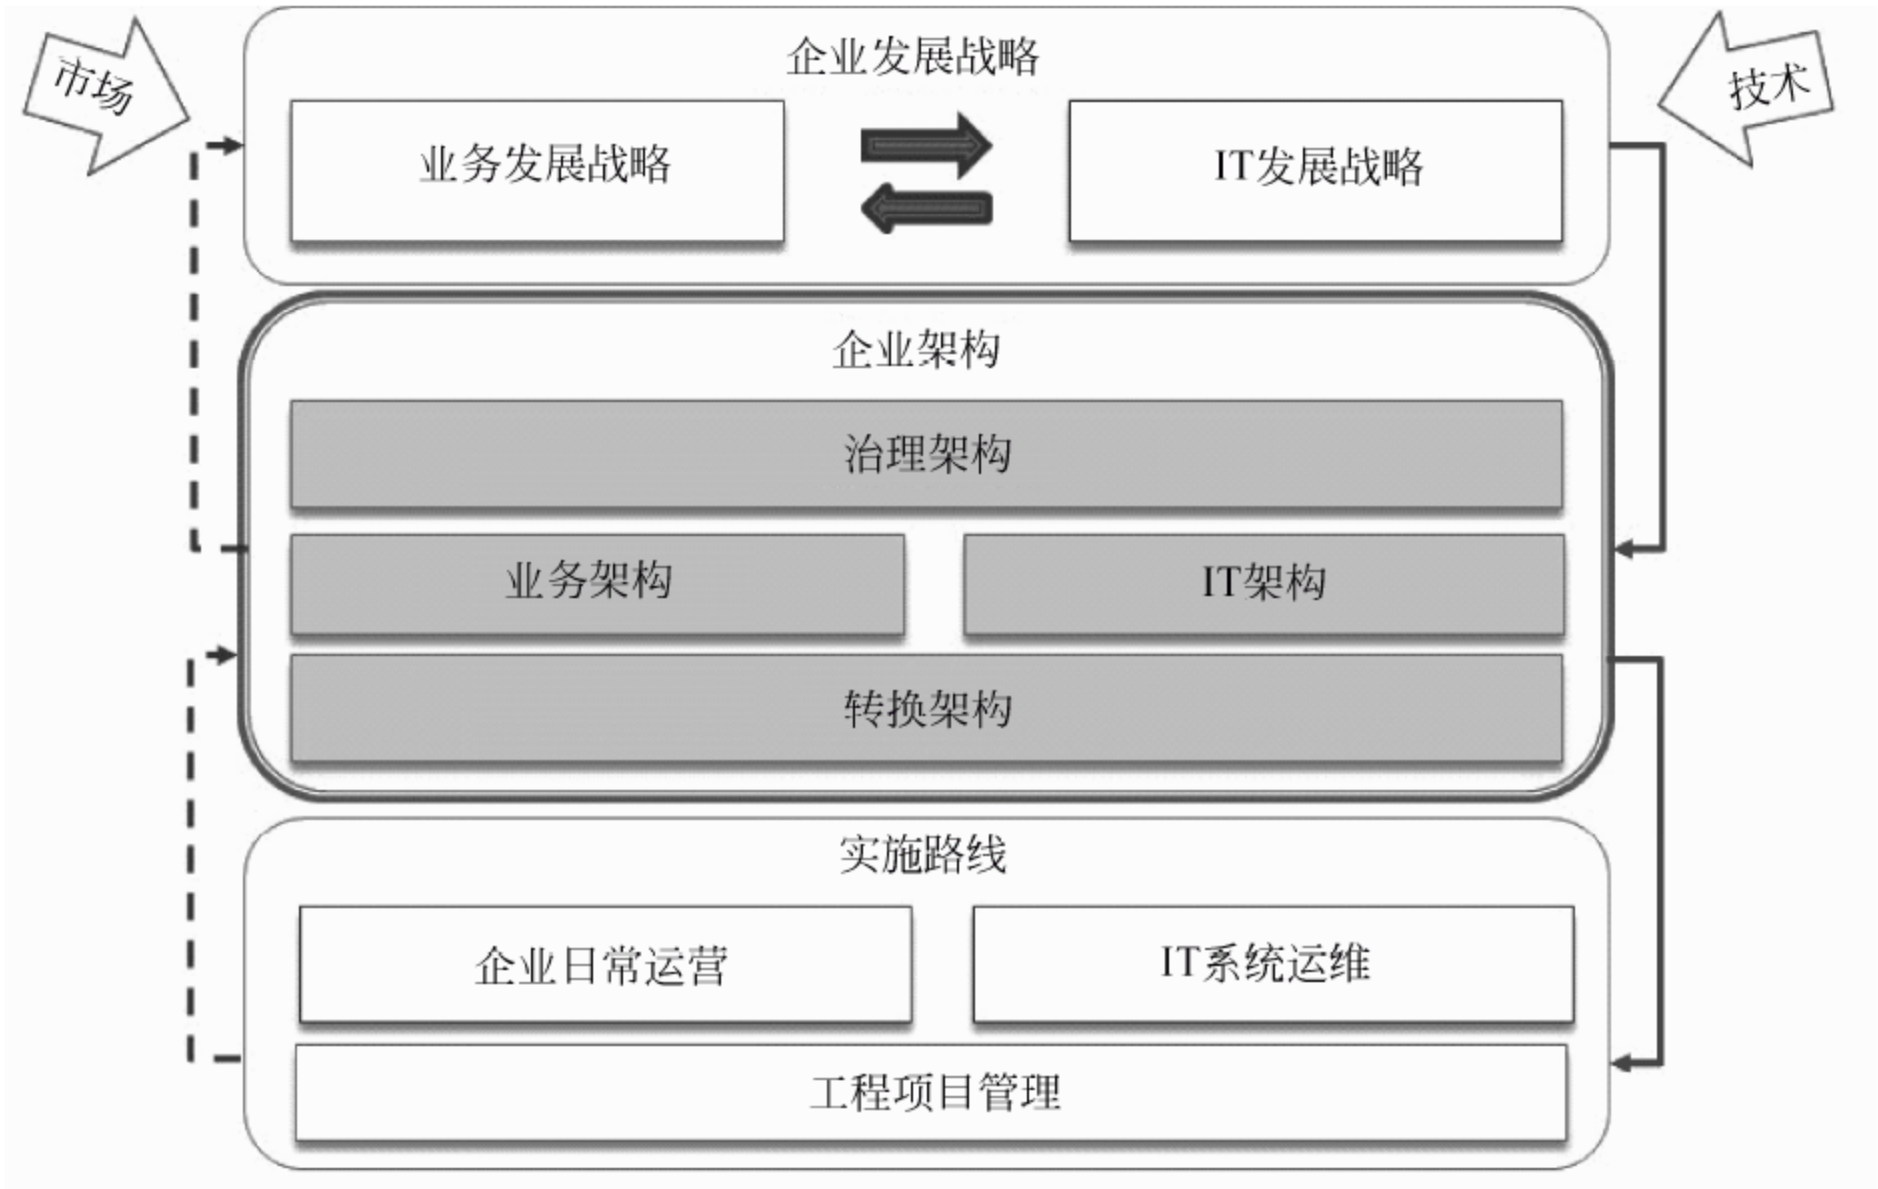 市场
技术
企业发展战略
业务发展战略
IT发展战略
企业架构
治理架构
业务架构
IT架构
转换架构
实施路线
企业日常运营
IT系统运维
工程项目管理